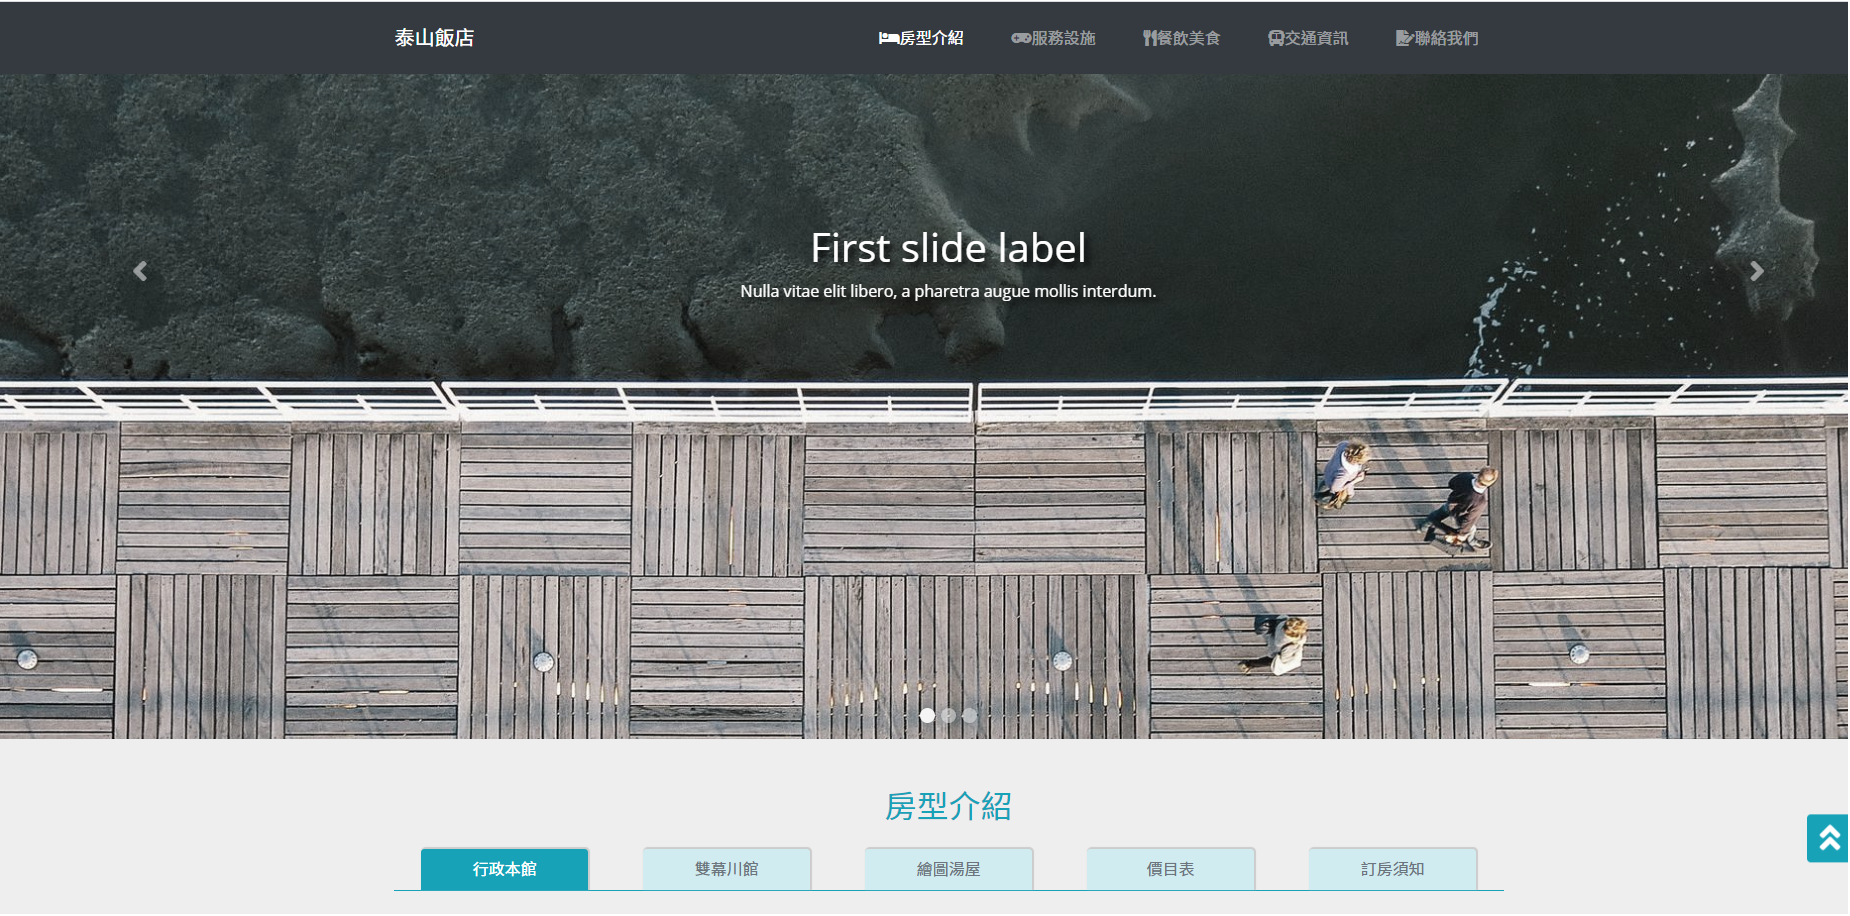 泰山飯店
房型介紹
服務設施
餐飲美食
交通資訊
聯絡我們
First slide label
Nulla vitae elit libero, a pharetra augue mollis interdum.
房型介紹
行政本館
雙幕川館
繪圖湯屋
價目表
訂房須知